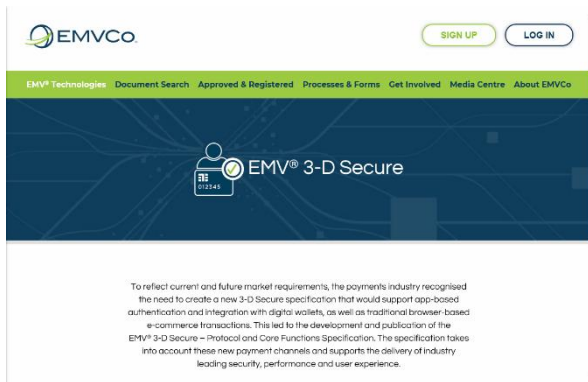 EMVCo
SIGN UP
LOG IN
EMV® Technologies Document Search Approved & Registered Processes & Forms Get Involved Media Centre About EMVCo
012345
EMV® 3-D Secure
To reflect current and future market requirements, the payments industry recognised
the need to create a new 3-D Secure specification that would support app-based
authentication and integration with digital wallets, as well as traditional browser-based
e-commerce transactions. This led to the development and publication of the
EMV® 3-D Secure – Protocol and Core Functions Specification. The specification takes
into account these new payment channels and supports the delivery of industry
leading security, performance and user experience.